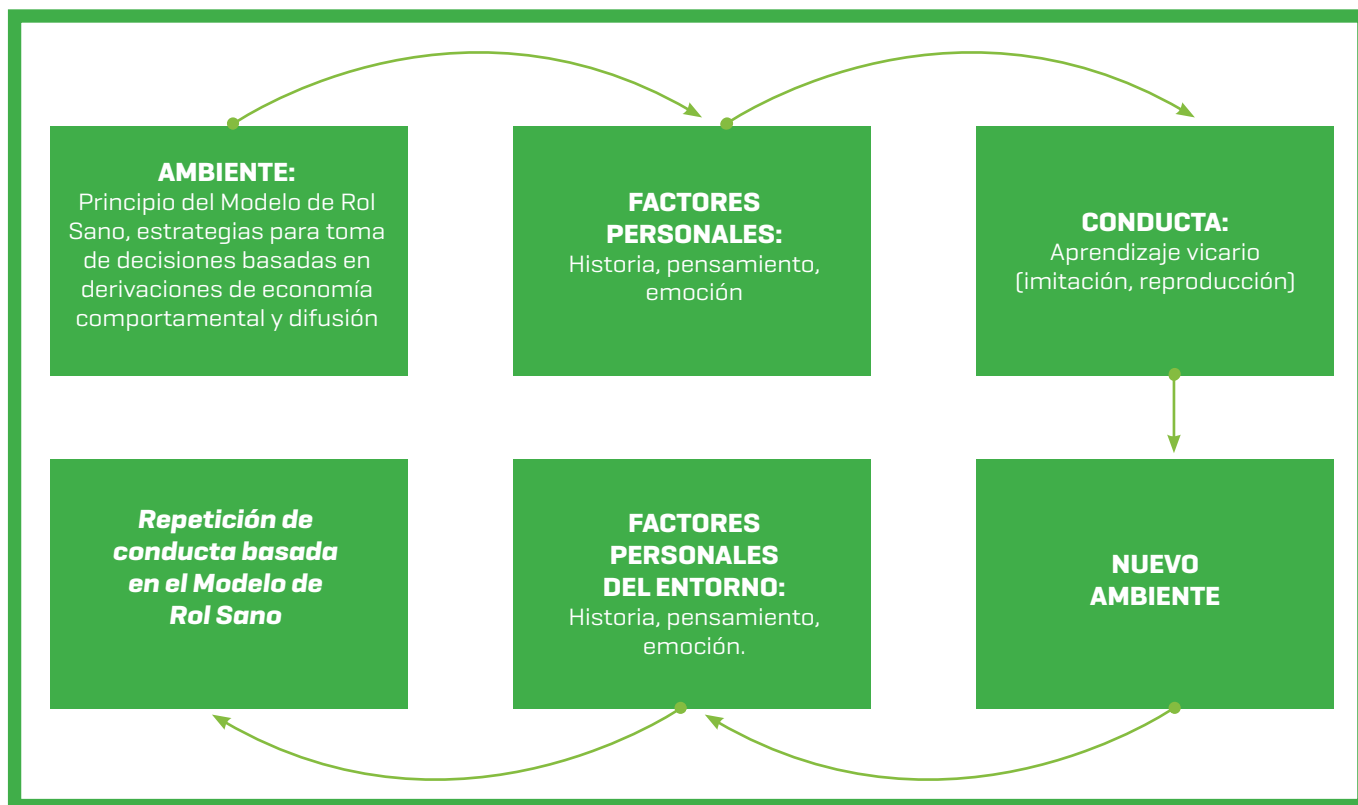 AMBIENTE:
Principio del Modelo de Rol
Sano, estrategias para toma
de decisiones basadas en
derivaciones de economía
comportamental y difusión
FACTORES
PERSONALES:
Historia, pensamiento,
emoción
CONDUCTA:
Aprendizaje vicario
(imitación, reproducción)
Repetición de
conducta basada
en el Modelo de
Rol Sano
FACTORES
PERSONALES
DEL ENTORNO:
Historia, pensamiento,
emoción.
NUEVO
AMBIENTE